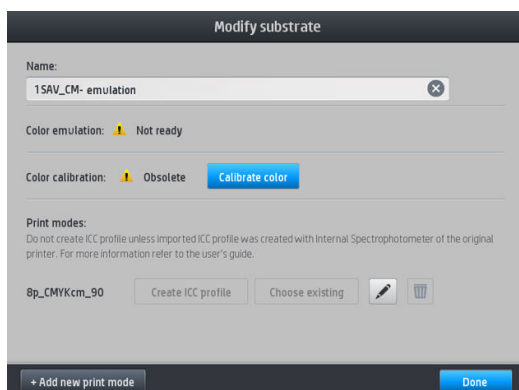 Modify substrate
Name:
1SAV_CM- emulation
Color emulation: Not ready
Color calibration: Obsolete Calibrate color
Print modes:
Do not create ICC profile unless imported ICC profile was created with Internal Spectrophotometer of the original
printer. For more information refer to the user's guide.
8p_CMYKcm_90 Create ICC profile Choose existing
+ Add new print mode Done